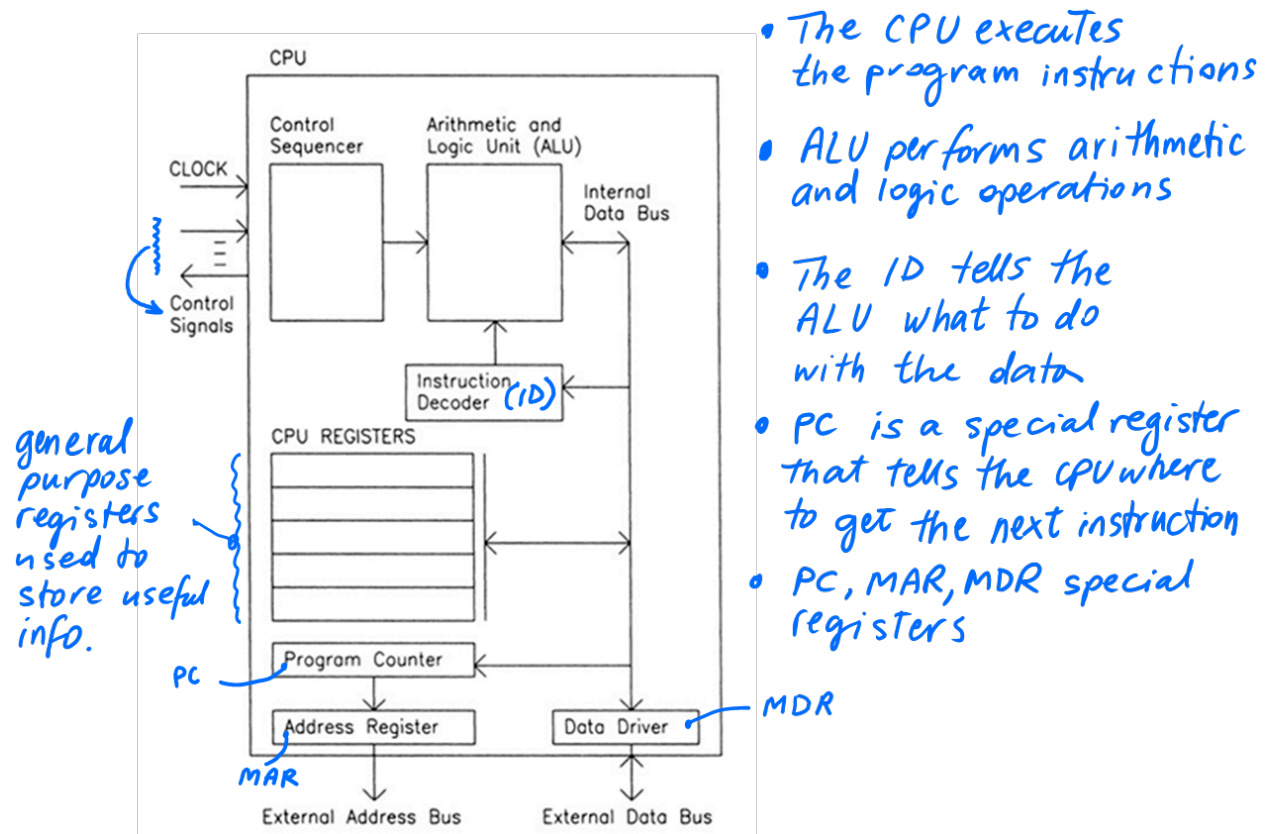 CPU
Control
Sequencer
Arithmetic and
Logic Unit (ALU)
CLOCK
Internal
Data Bus
Control
Signals
Instruction
Decoder (ID)
CPU REGISTERS
general
purpose
registers
used to
store useful
info.
Program Counter
PC
Address Register
MAR
Data Driver
MDR
External Address Bus
External Data Bus
• The CPU executes
the program instructions
• ALU performs arithmetic
and logic operations
• The ID tells the
ALU what to do
with the data
• PC is a special register
that tells the CPU where
to get the next instruction
• PC, MAR, MDR special
registers